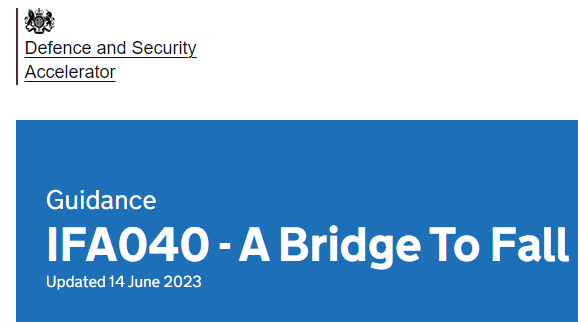 Defence and Security
Accelerator
Guidance
IFA040 - A Bridge To Fall
Updated 14 June 2023